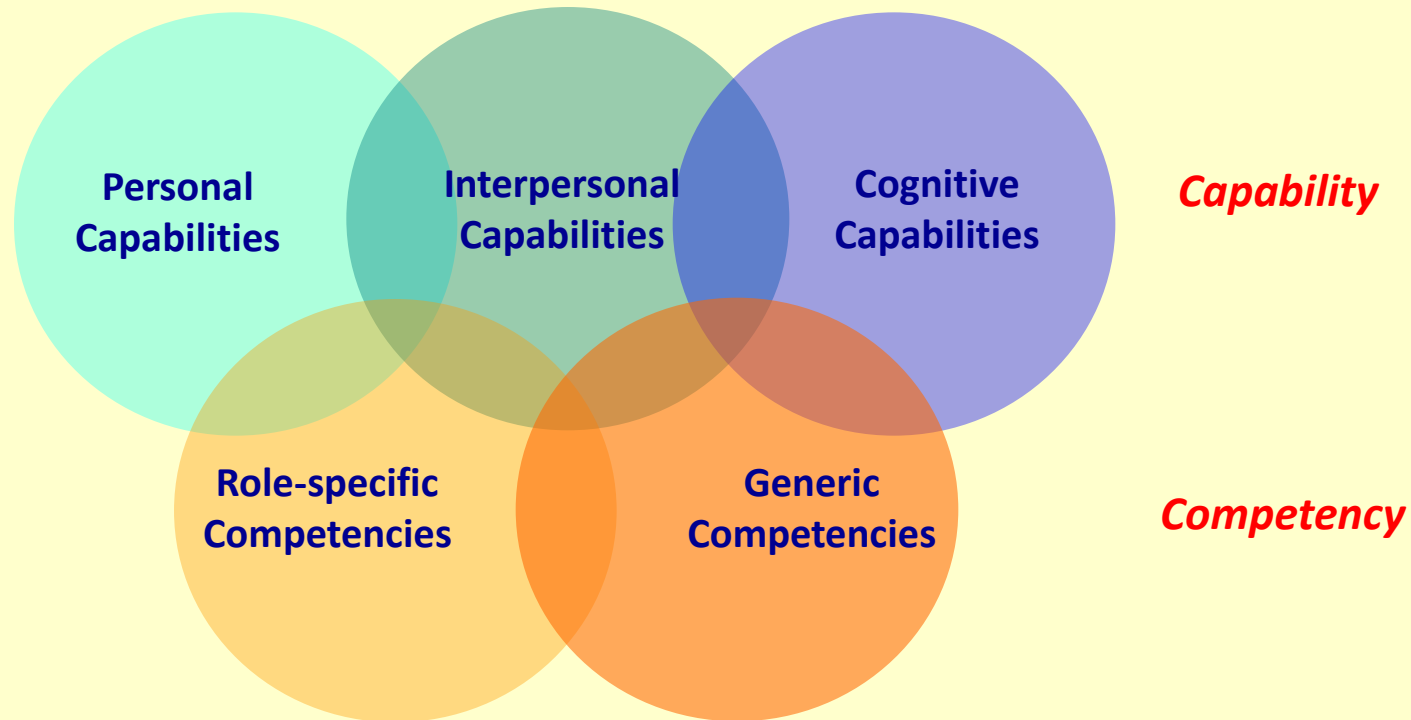 Personal
Capabilities
Interpersonal
Capabilities
Cognitive
Capabilities
Capability
Role-specific
Competencies
Generic
Competencies
Competency